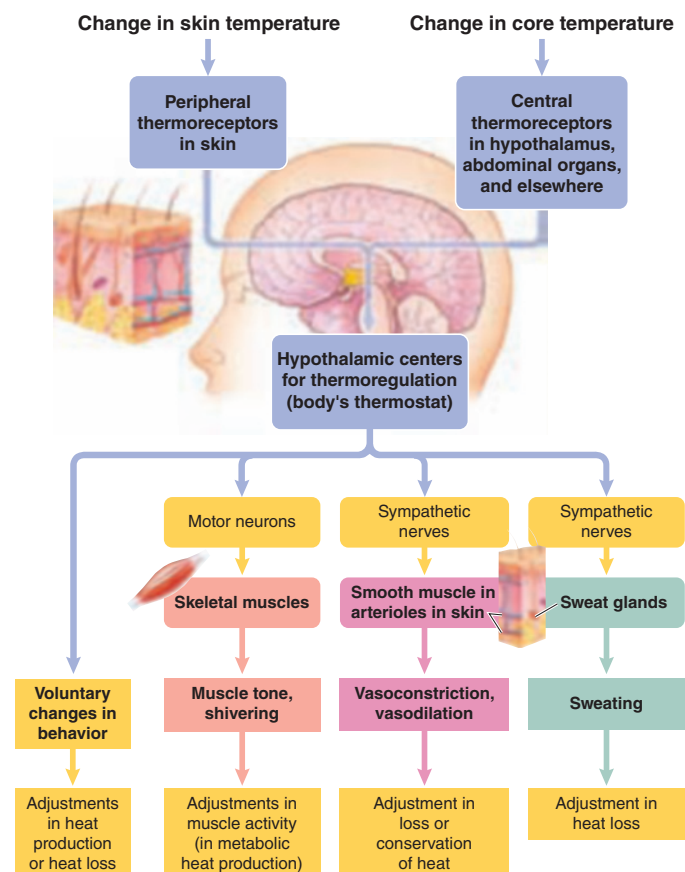 Change in skin temperature
Change in core temperature
Peripheral
thermoreceptors
in skin
Central
thermoreceptors
in hypothalamus,
abdominal organs,
and elsewhere
Hypothalamic centers
for thermoregulation
(body's thermostat)
Motor neurons
Sympathetic
nerves
Sympathetic
nerves
Skeletal muscles
Smooth muscle in
arterioles in skin
Sweat glands
Voluntary
changes in
behavior
Muscle tone,
shivering
Vasoconstriction,
vasodilation
Sweating
Adjustments
in heat
production
or heat loss
Adjustments in
muscle activity
(in metabolic
heat production)
Adjustment in
loss or
conservation
of heat
Adjustment in
heat loss